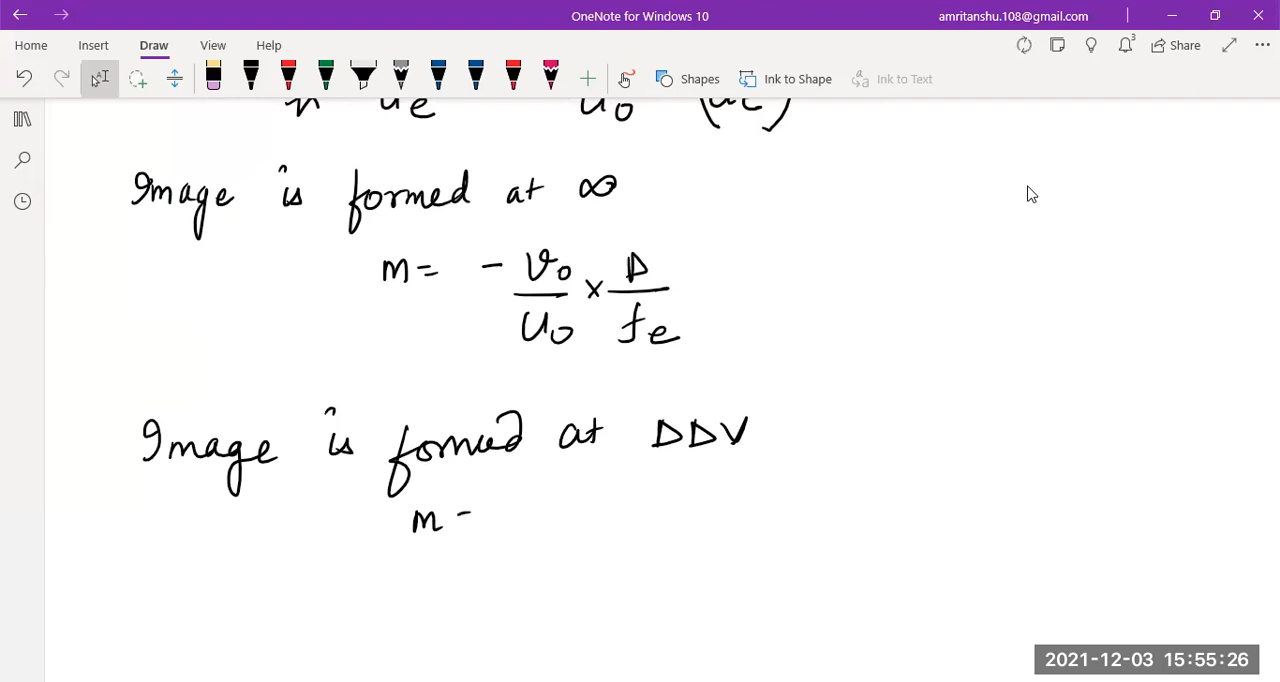 OneNote for Windows 10
amritanshu.108@gmail.com
Home Insert Draw View Help
3
Share
Shapes Ink to Shape Ink to Text
Image is formed at ∞
m = - v₀/u₀ × D/fe
Image is formed at DDV
m -
2021-12-03 15:55:26